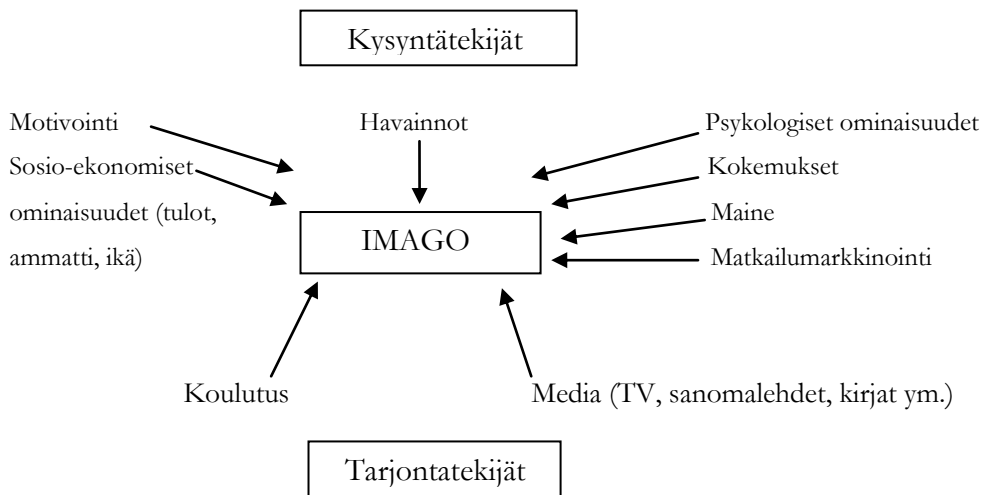 Kysyntätekijät
Motivointi
Havainnot
Psykologiset ominaisuudet
Sosio-ekonomiset
ominaisuudet (tulot,
ammatti, ikä)
Kokemukset
Maine
IMAGO
Matkailumarkkinointi
Koulutus
Media (TV, sanomalehdet, kirjat ym.)
Tarjontatekijät